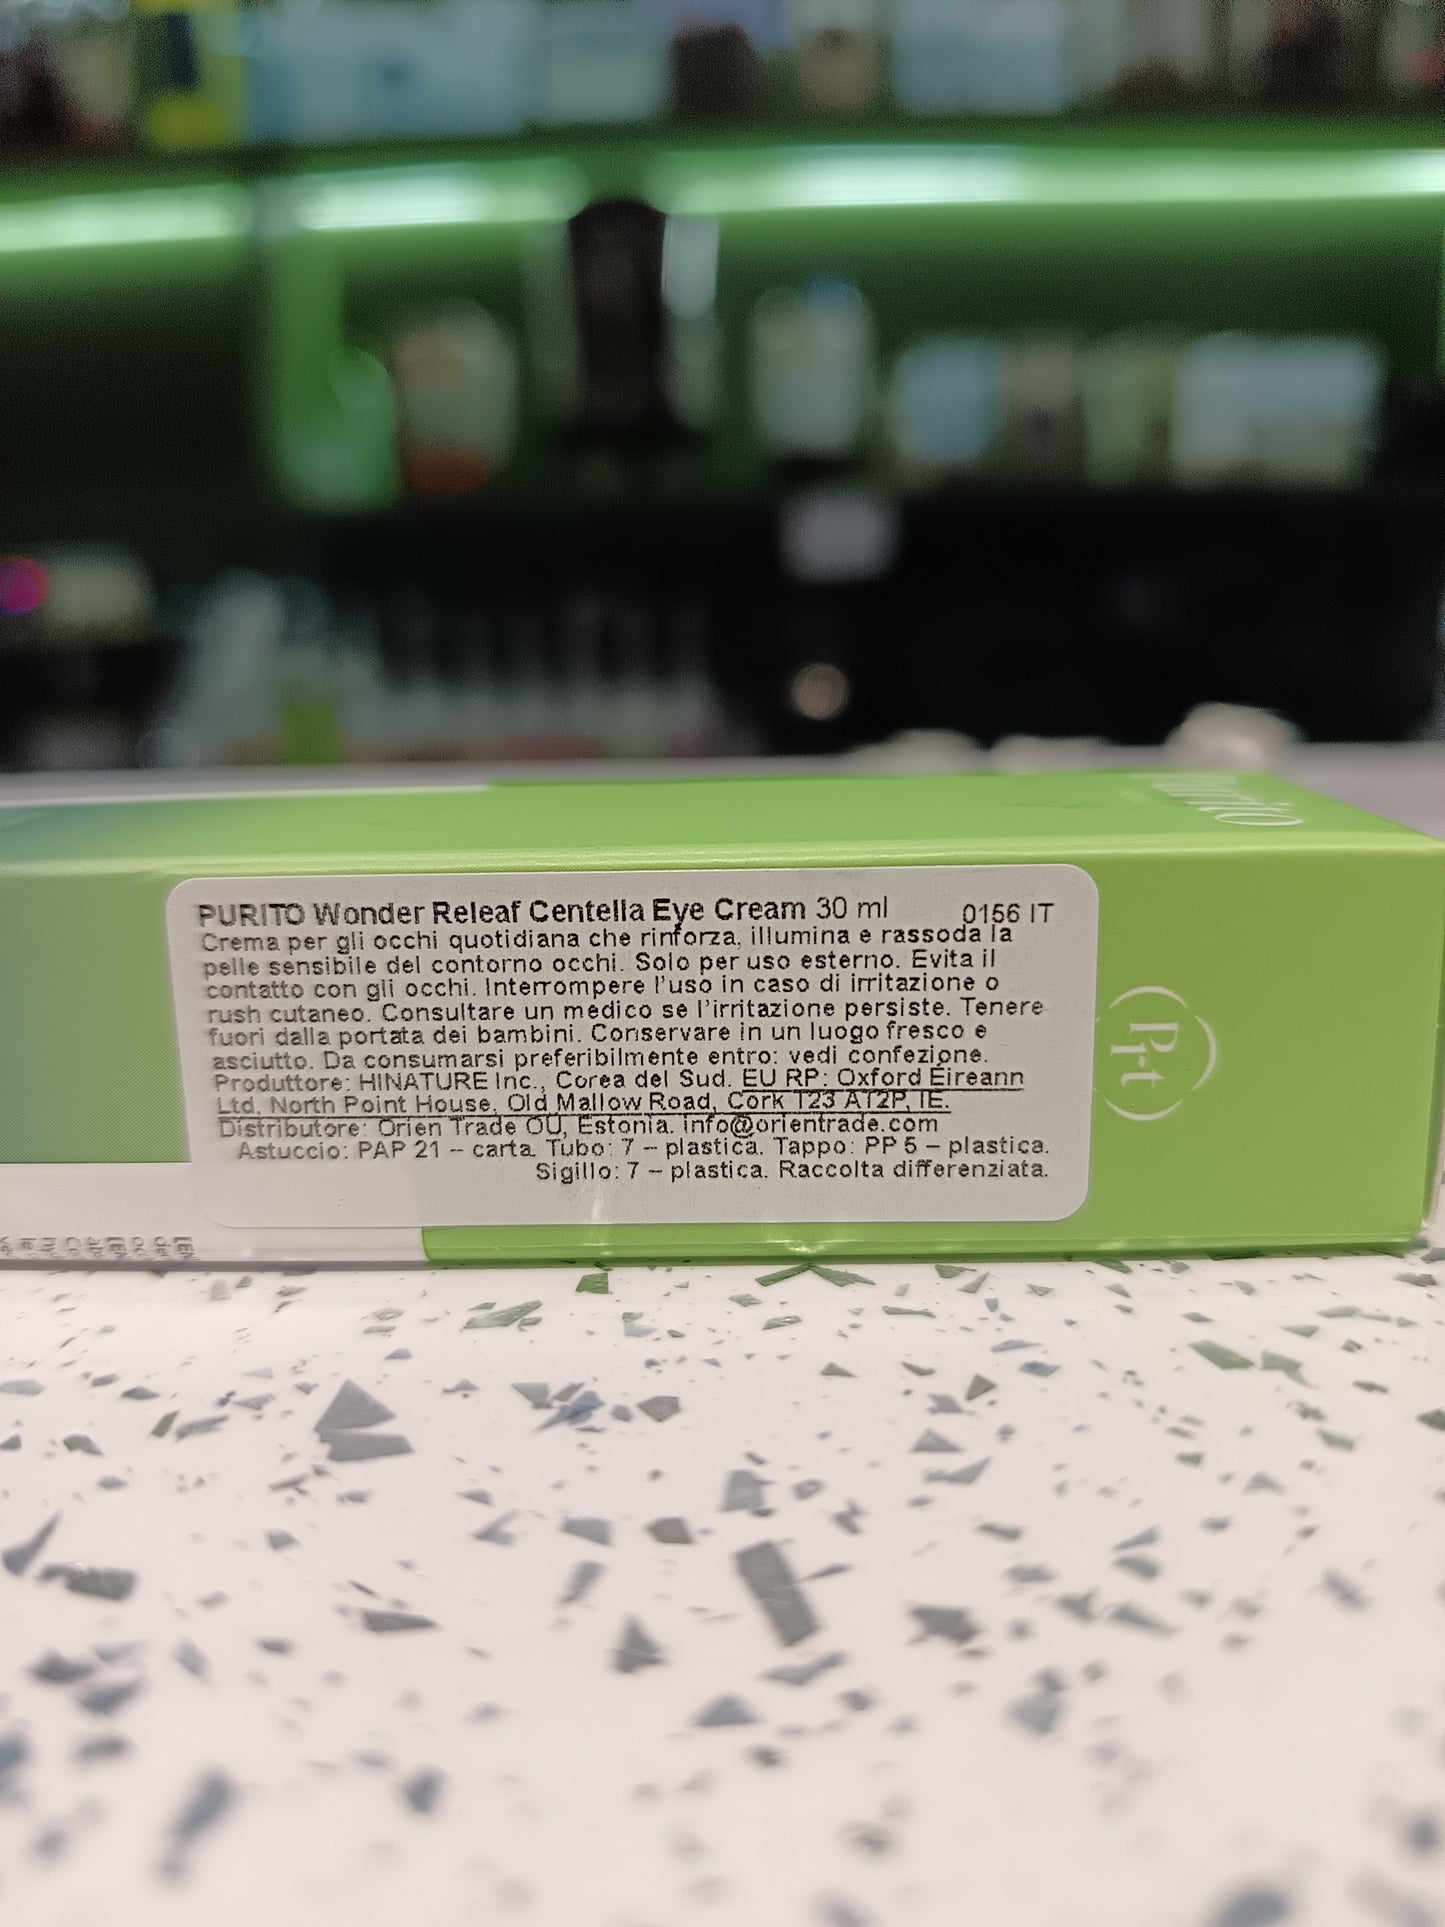 Purito
PURITO Wonder Releaf Centella Eye Cream 30 ml 0156 IT
Crema per gli occhi quotidiana che rinforza, illumina e rassoda la
pelle sensibile del contorno occhi. Solo per uso esterno. Evita il
contatto con gli occhi. Interrompere l'uso in caso di irritazione o
rush cutaneo. Consultare un medico se l'irritazione persiste. Tenere
fuori dalla portata dei bambini. Conservare in un luogo fresco e
asciutto. Da consumarsi preferibilmente entro: vedi confezione.
Produttore: HINATURE Inc., Corea del Sud. EU RP: Oxford Eireann
Ltd, North Point House, Old Mallow Road, Cork T23 AT2P, IE.
Distributore: Orien Trade OÜ, Estonia. info@orientrade.com
Astuccio: PAP 21 – carta. Tubo: 7 – plastica. Tappo: PP 5 – plastica.
Sigillo: 7 – plastica. Raccolta differenziata.